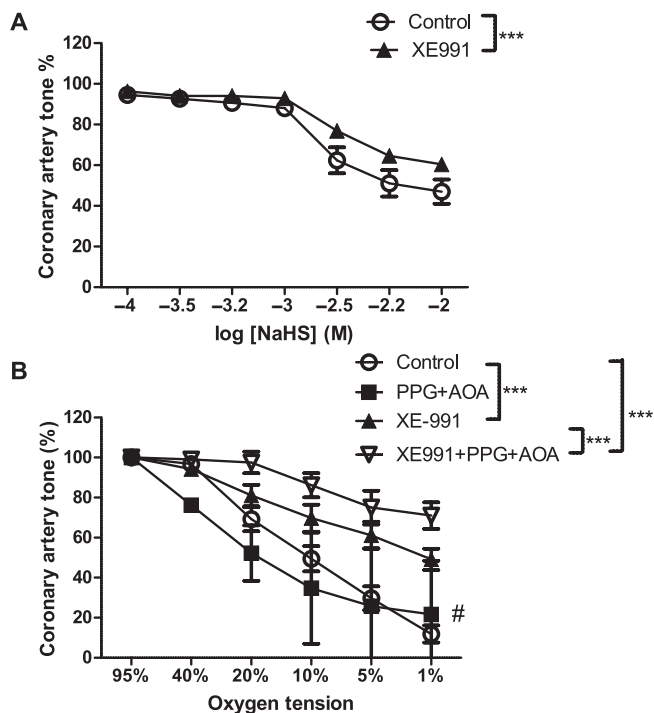 A
Control
XE991
***
Coronary artery tone %
120
100
80
60
40
20
0
–4
–3.5
–3.2
–3
–2.5
–2.2
–2
log [NaHS] (M)
B
Control
PPG+AOA
XE-991
XE991+PPG+AOA
***
***
***
Coronary artery tone (%)
120
100
80
60
40
20
0
#
95%
40%
20%
10%
5%
1%
Oxygen tension